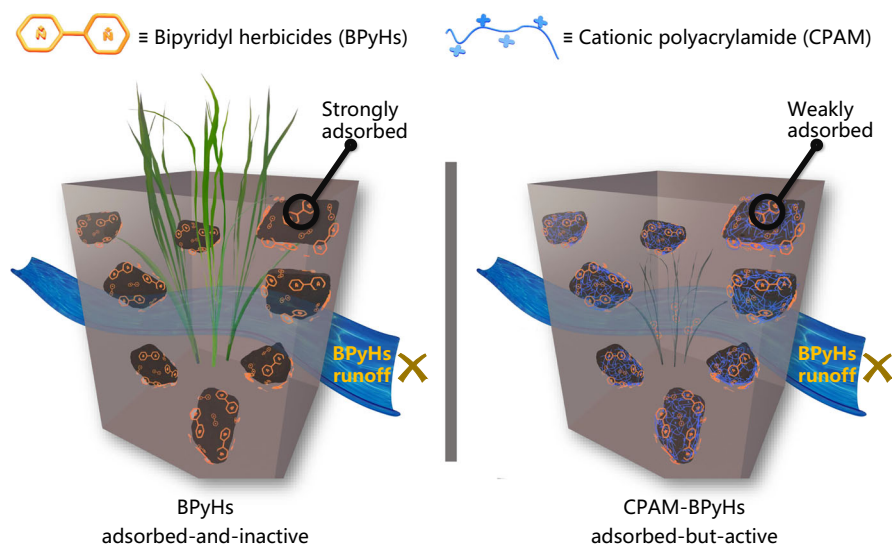 ≡ Bipyridyl herbicides (BPyHs)
≡ Cationic polyacrylamide (CPAM)
Strongly
adsorbed
Weakly
adsorbed
BPyHs
runoff
BPyHs
runoff
BPyHs
adsorbed-and-inactive
CPAM-BPyHs
adsorbed-but-active